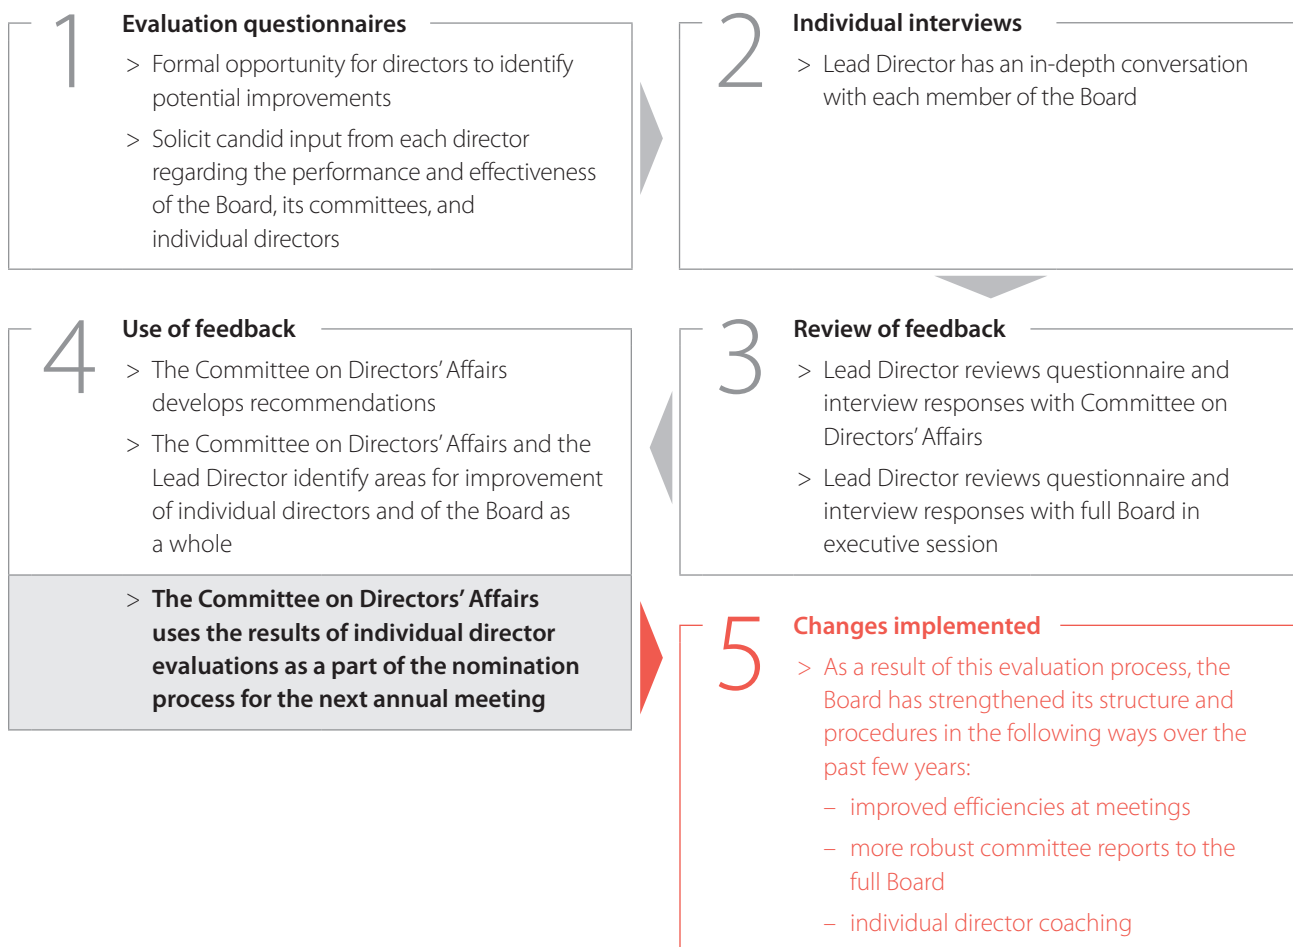 1
Evaluation questionnaires
> Formal opportunity for directors to identify
potential improvements
> Solicit candid input from each director
regarding the performance and effectiveness
of the Board, its committees, and
individual directors
2
Individual interviews
> Lead Director has an in-depth conversation
with each member of the Board
3
Review of feedback
> Lead Director reviews questionnaire and
interview responses with Committee on
Directors’ Affairs
> Lead Director reviews questionnaire and
interview responses with full Board in
executive session
4
Use of feedback
> The Committee on Directors’ Affairs
develops recommendations
> The Committee on Directors’ Affairs and the
Lead Director identify areas for improvement
of individual directors and of the Board as
a whole
> The Committee on Directors’ Affairs
uses the results of individual director
evaluations as a part of the nomination
process for the next annual meeting
5
Changes implemented
> As a result of this evaluation process, the
Board has strengthened its structure and
procedures in the following ways over the
past few years:
– improved efficiencies at meetings
– more robust committee reports to the
full Board
– individual director coaching